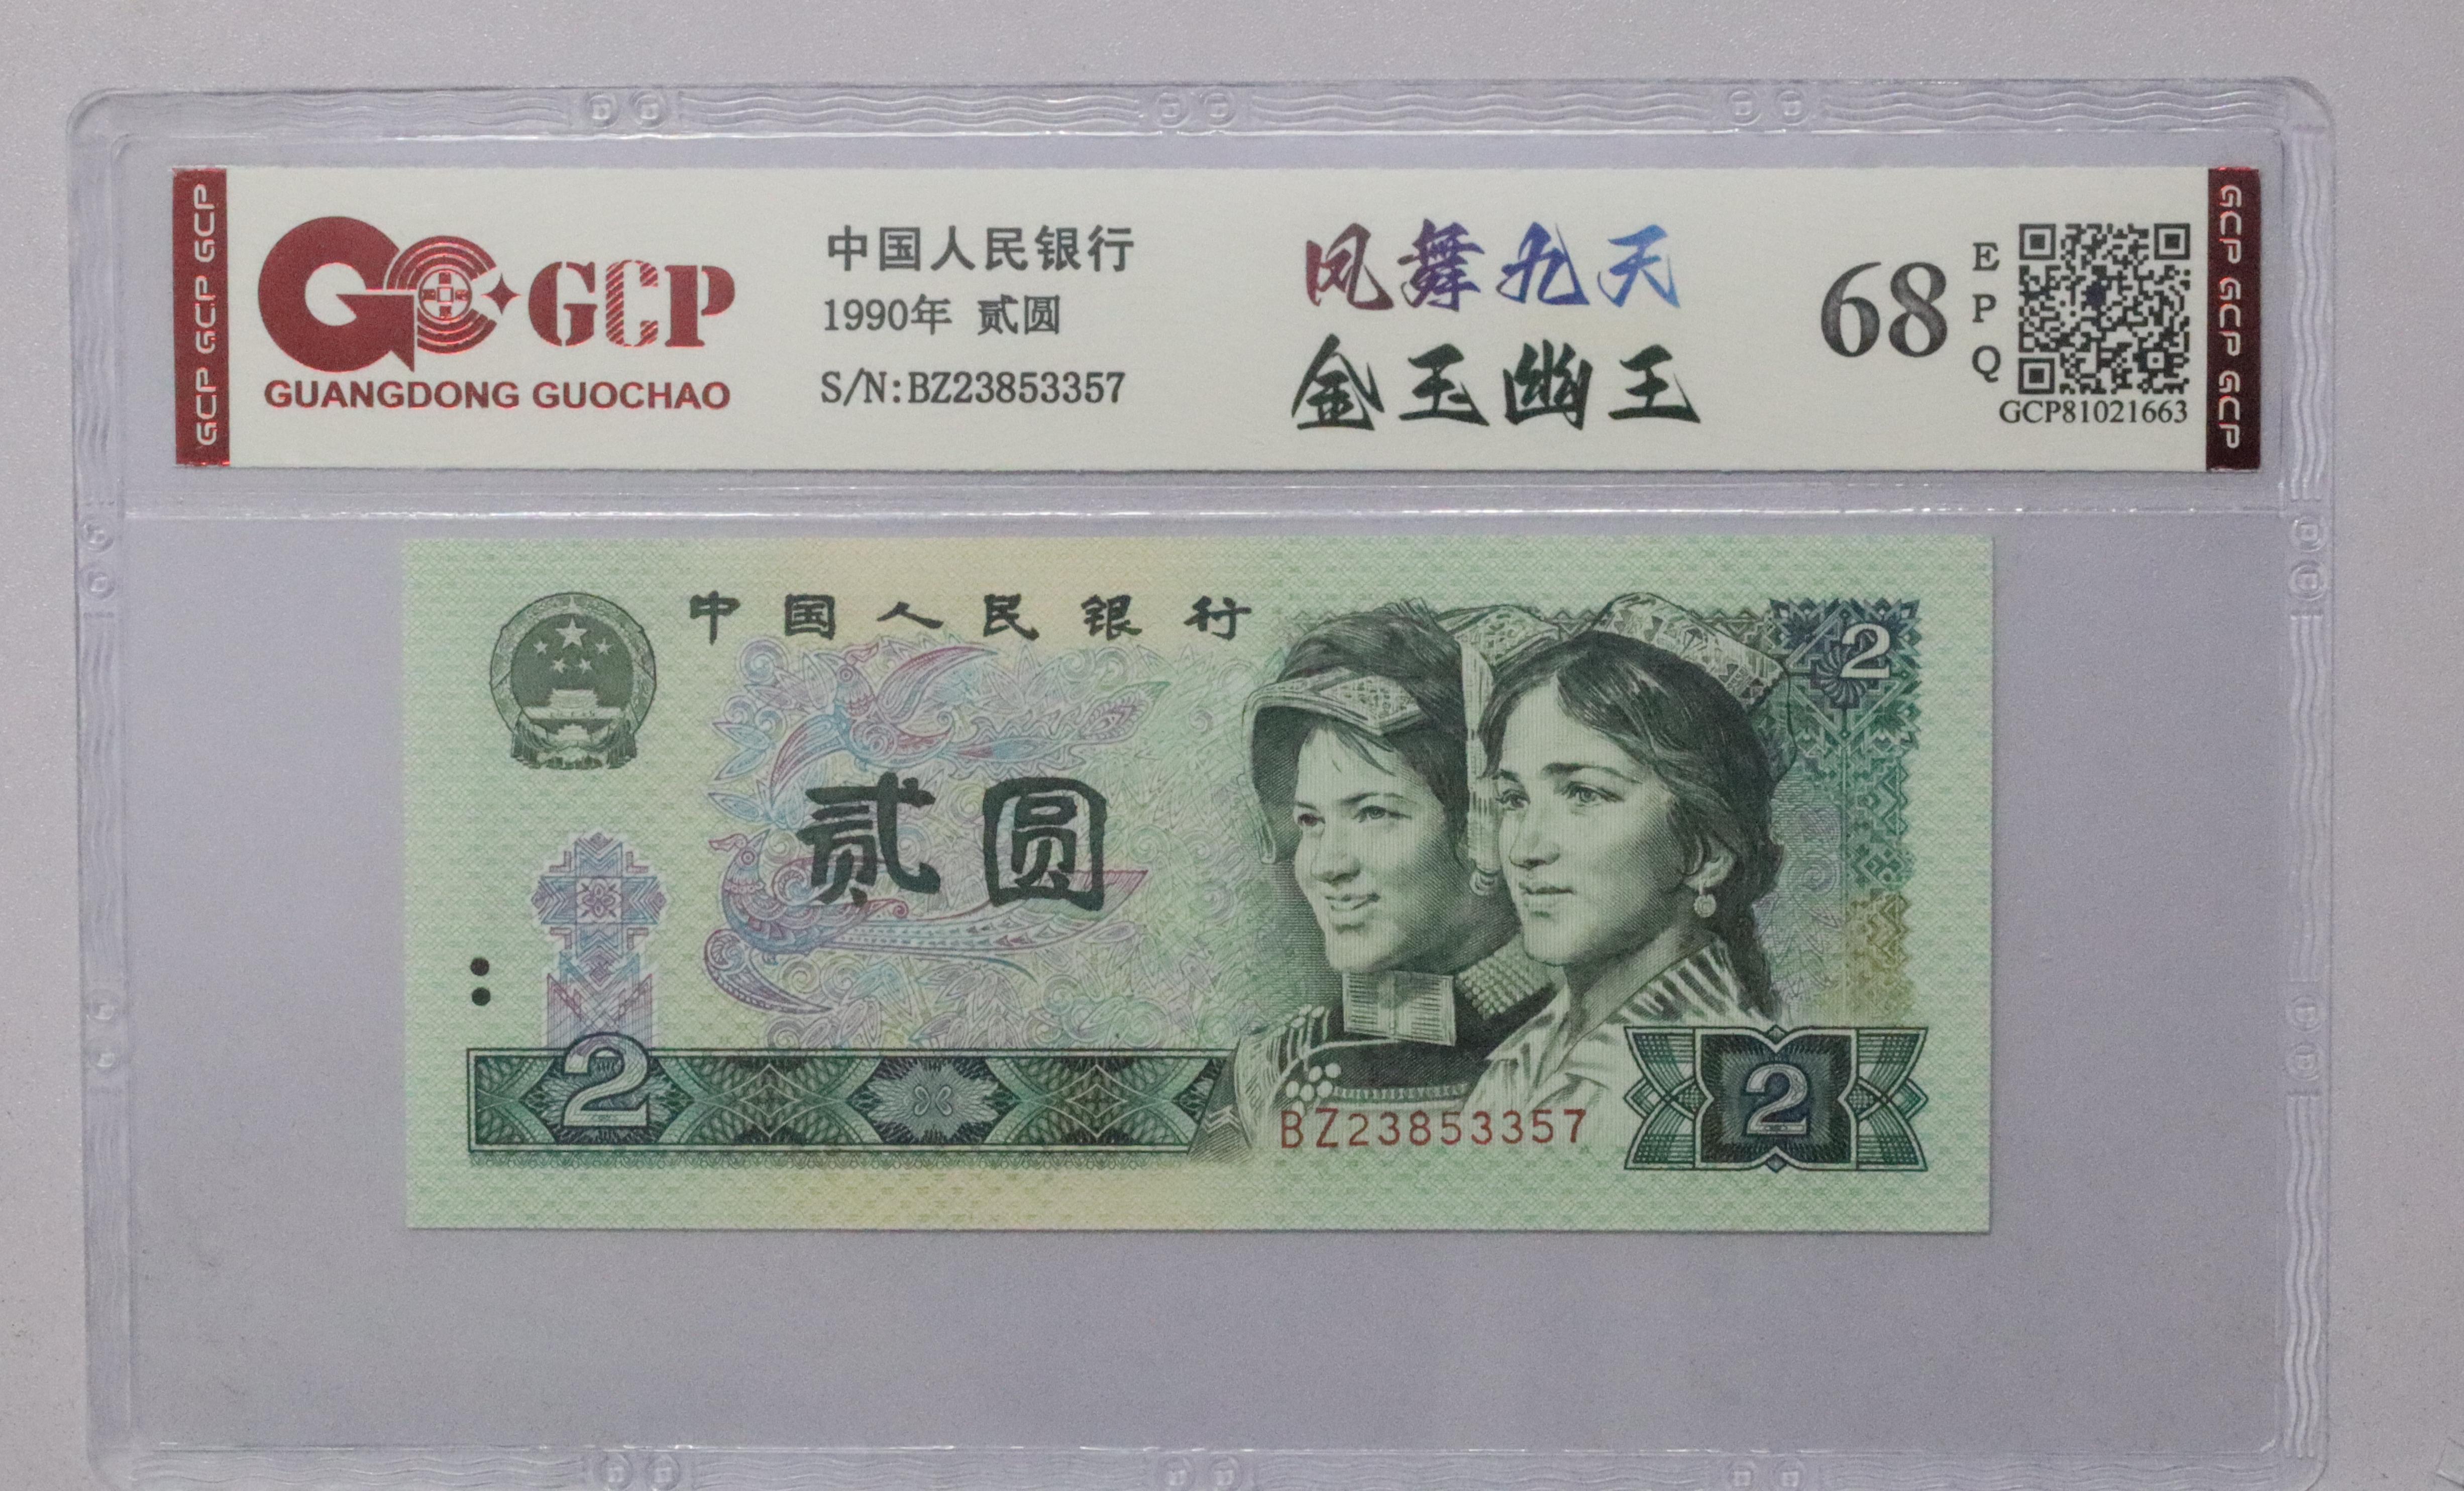 GCP GCP GCP
GCP
GUANGDONG GUOCHAO
中国人民银行
1990年 贰圆
S/N:BZ23853357
凤舞九天
金玉幽王
68
EPQ
GCP81021663
GCP GCP GCP
中国人民银行
2
贰圆
2
BZ23853357
2